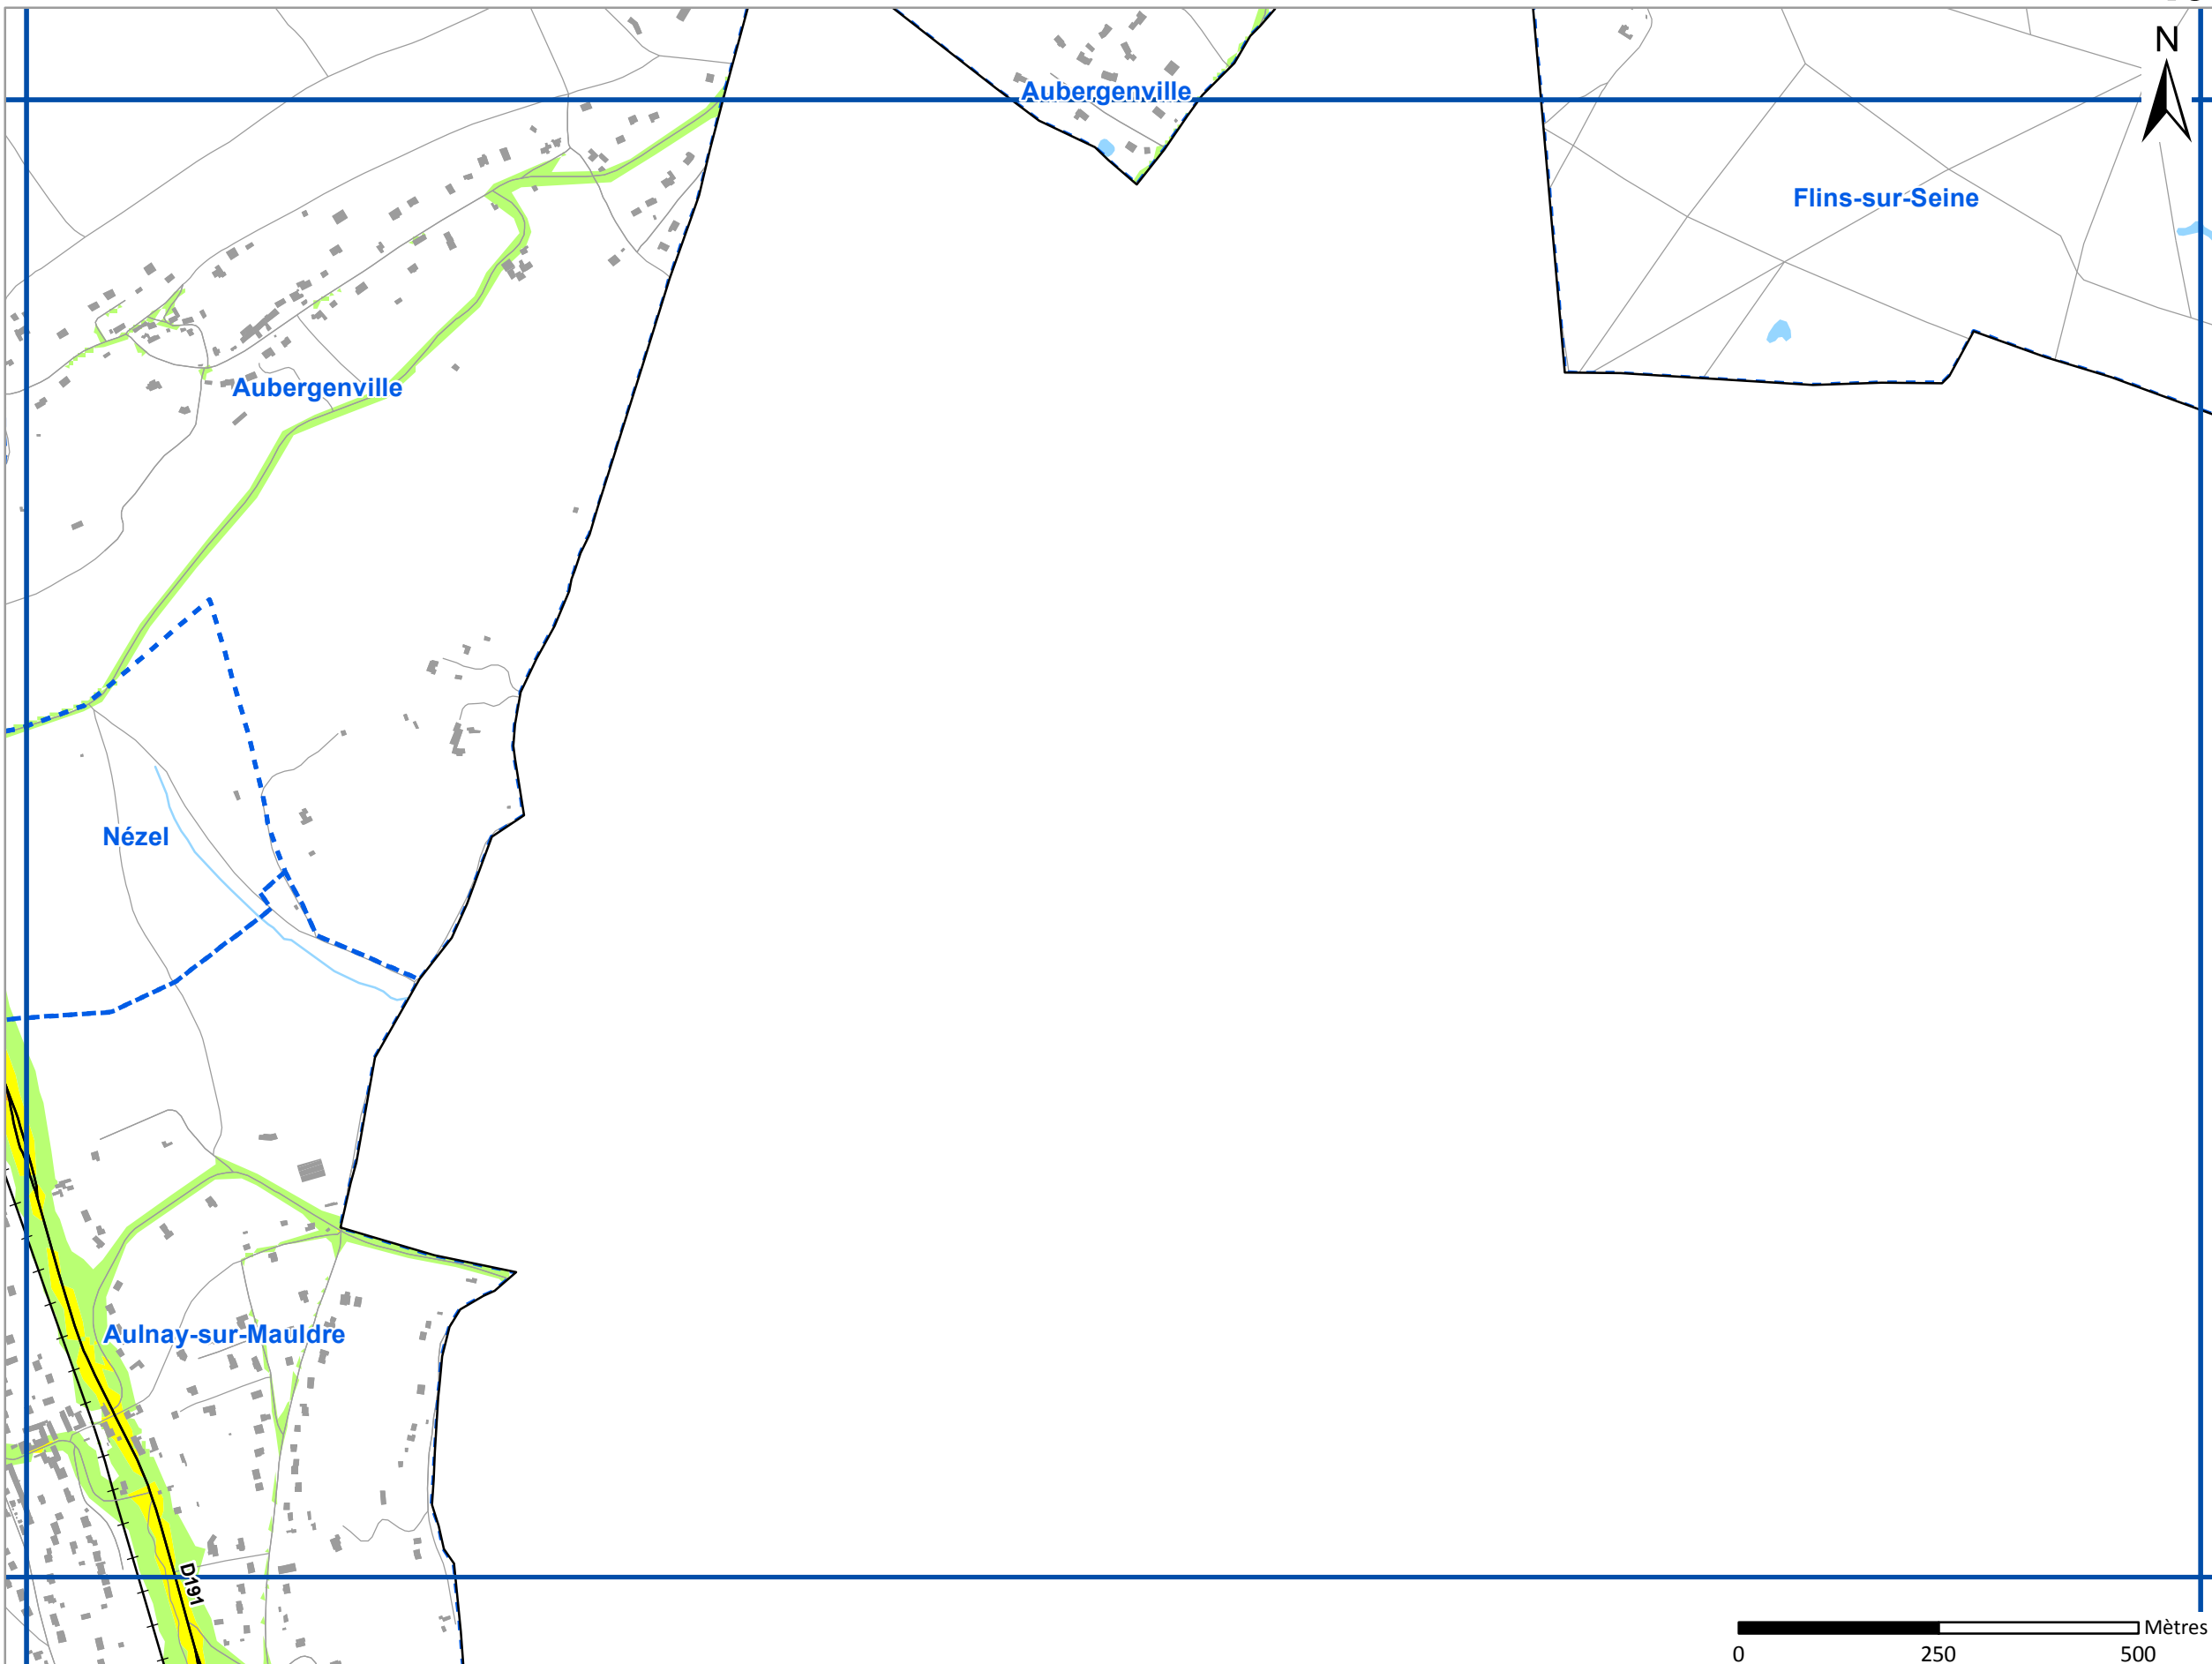 N
Aubergenville
Flins-sur-Seine
Aubergenville
Nézel
Aulnay-sur-Mauldre
D191
Mètres
0 250 500